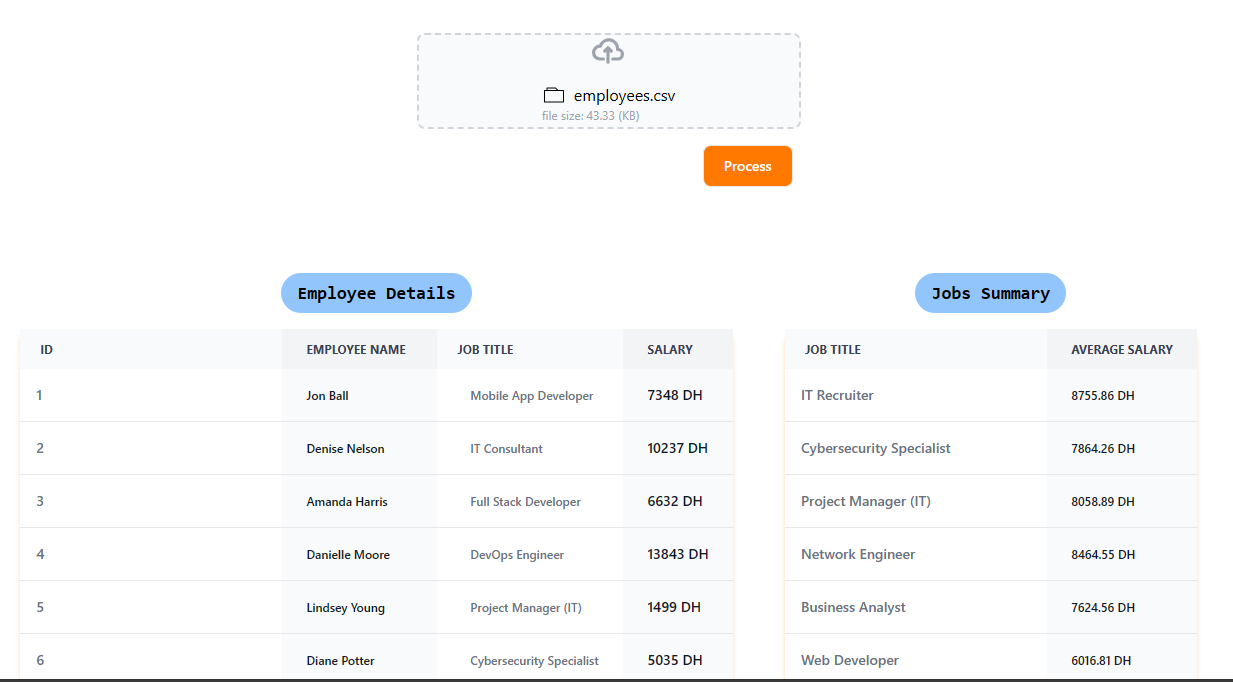 employees.csv
file size: 43.33 (KB)
Process
Employee Details
ID EMPLOYEE NAME JOB TITLE SALARY
1 Jon Ball Mobile App Developer 7348 DH
2 Denise Nelson IT Consultant 10237 DH
3 Amanda Harris Full Stack Developer 6632 DH
4 Danielle Moore DevOps Engineer 13843 DH
5 Lindsey Young Project Manager (IT) 1499 DH
6 Diane Potter Cybersecurity Specialist 5035 DH
Jobs Summary
JOB TITLE AVERAGE SALARY
IT Recruiter 8755.86 DH
Cybersecurity Specialist 7864.26 DH
Project Manager (IT) 8058.89 DH
Network Engineer 8464.55 DH
Business Analyst 7624.56 DH
Web Developer 6016.81 DH